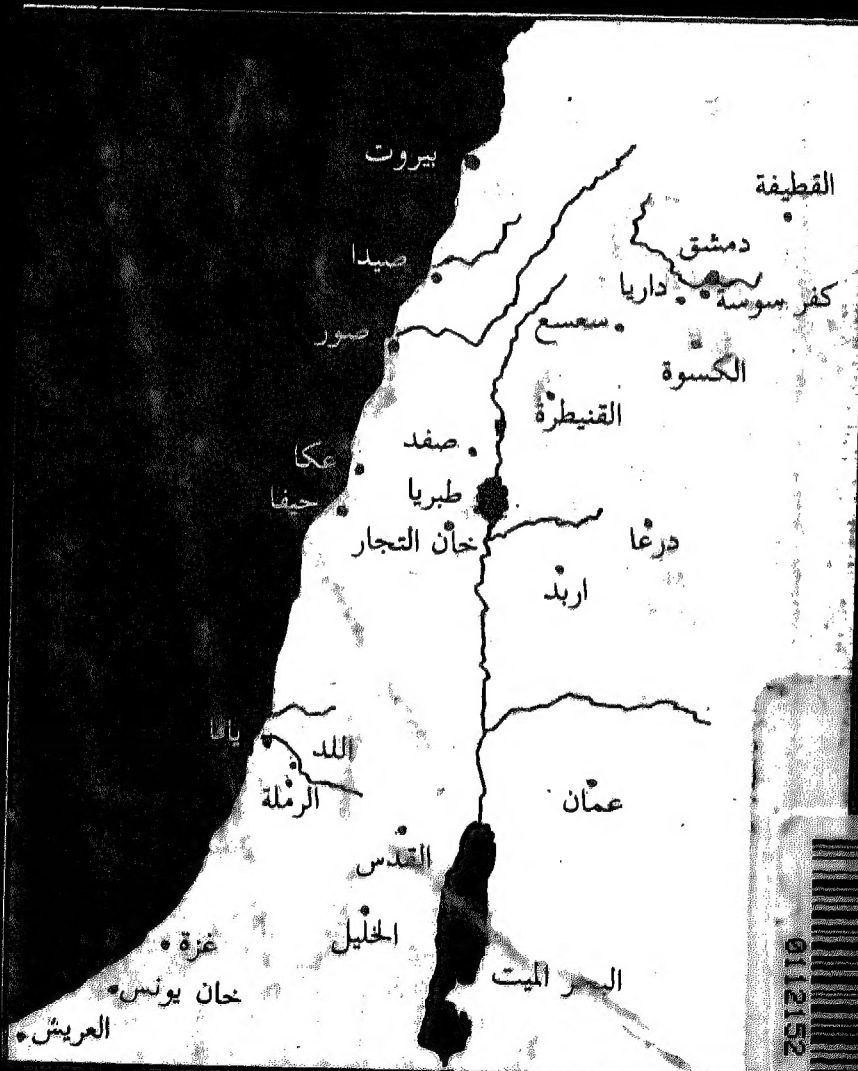 بيروت
القطيفة
دمشق
صيدا
داريا
كفر سوسة
سعسع
صور
الكسوة
القنيطرة
صفد
عكا
طبريا
حيفا
خان التجار
درعا
اربد
يافا
اللد
الرملة
عمان
القدس
الخليل
غزة
البحر الميت
خان يونس
العريش
0112152